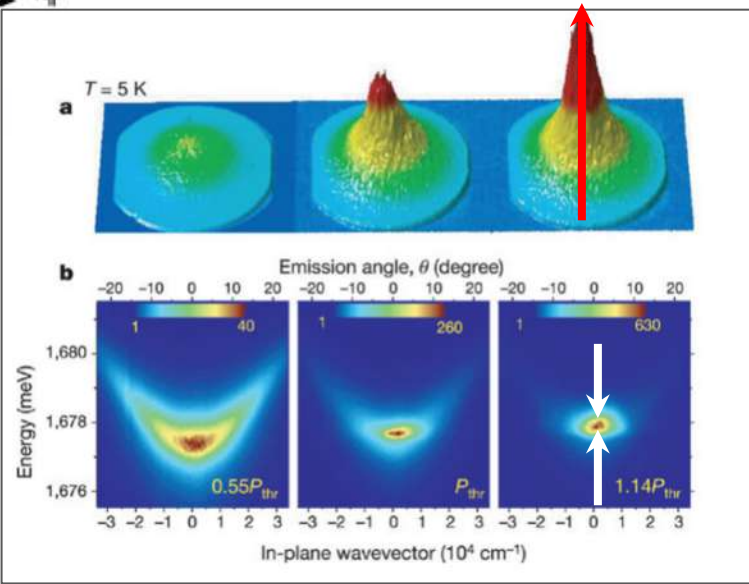 T = 5 K
a
b
Emission angle, θ (degree)
−20 −10 0 10 20 −20 −10 0 10 20 −20 −10 0 10 20
1 40 1 260 1 630
1,680
1,678
1,676
Energy (meV)
0.55Pthr Pthr 1.14Pthr
−3 −2 −1 0 1 2 3 −3 −2 −1 0 1 2 3 −3 −2 −1 0 1 2 3
In-plane wavevector (10⁴ cm⁻¹)